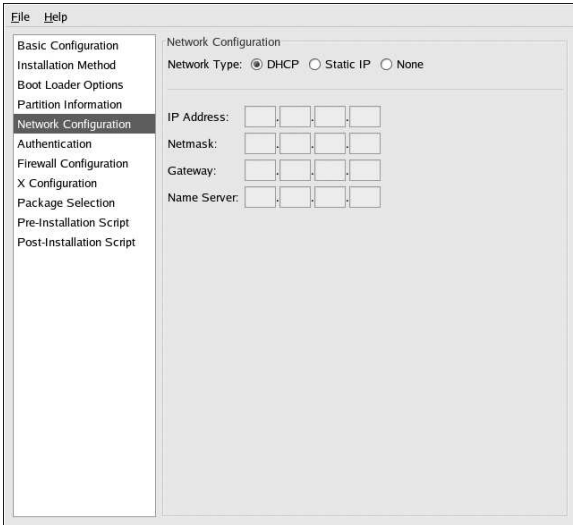 File Help
Basic Configuration
Installation Method
Boot Loader Options
Partition Information
Network Configuration
Authentication
Firewall Configuration
X Configuration
Package Selection
Pre-Installation Script
Post-Installation Script
Network Configuration
Network Type: DHCP Static IP None
IP Address: . . .
Netmask: . . .
Gateway: . . .
Name Server: . . .